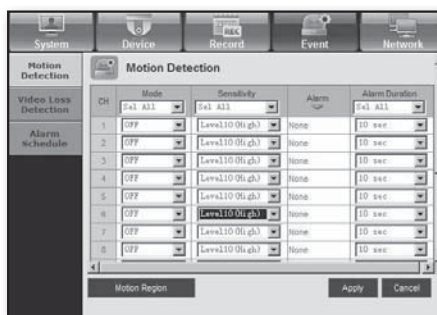 REC
System Device Record Event Network
Motion Detection
Video Loss Detection
Alarm Schedule
Motion Detection
CH Mode Sensitivity Alarm Alarm Duration
Sel All Sel All Sel All
1 OFF Level10(High) None 10 sec
2 OFF Level10(High) None 10 sec
3 OFF Level10(High) None 10 sec
4 OFF Level10(High) None 10 sec
5 OFF Level10(High) None 10 sec
6 OFF Level10(High) None 10 sec
7 OFF Level10(High) None 10 sec
8 OFF Level10(High) None 10 sec
Motion Region Apply Cancel